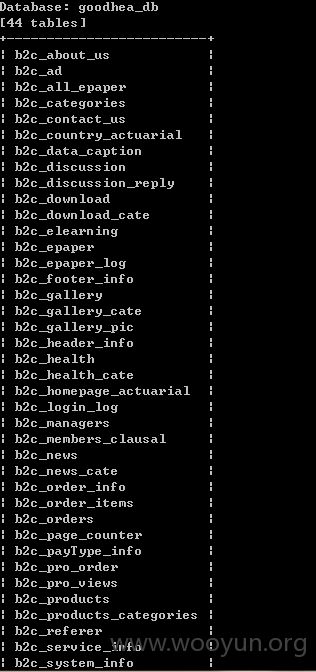 Database: goodhea_db
[44 tables]
+--------------------------+
| b2c_about_us |
| b2c_ad |
| b2c_all_epaper |
| b2c_categories |
| b2c_contact_us |
| b2c_country_actuarial |
| b2c_data_caption |
| b2c_discussion |
| b2c_discussion_reply |
| b2c_download |
| b2c_download_cate |
| b2c_elearning |
| b2c_epaper |
| b2c_epaper_log |
| b2c_footer_info |
| b2c_gallery |
| b2c_gallery_cate |
| b2c_gallery_pic |
| b2c_header_info |
| b2c_health |
| b2c_health_cate |
| b2c_homepage_actuarial |
| b2c_login_log |
| b2c_managers |
| b2c_members_clausal |
| b2c_news |
| b2c_news_cate |
| b2c_order_info |
| b2c_order_items |
| b2c_orders |
| b2c_page_counter |
| b2c_payType_info |
| b2c_pro_order |
| b2c_pro_views |
| b2c_products |
| b2c_products_categories |
| b2c_referer |
| b2c_service_info |
| b2c_system_info |
www.wooyun.org